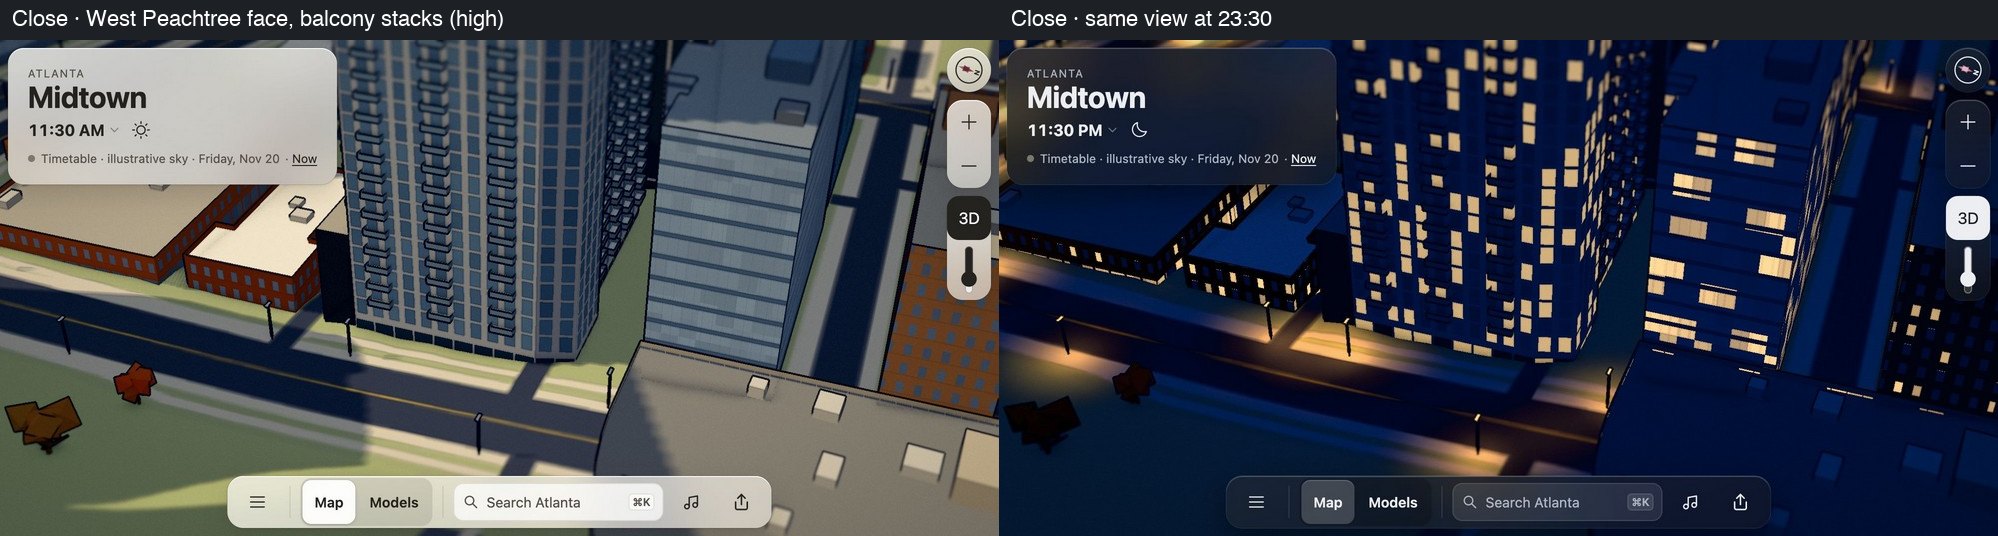 Close · West Peachtree face, balcony stacks (high)
ATLANTA
Midtown
11:30 AM
Timetable · illustrative sky · Friday, Nov 20 · Now
N
3D
Map Models Search Atlanta ⌘K
Close · same view at 23:30
ATLANTA
Midtown
11:30 PM
Timetable · illustrative sky · Friday, Nov 20 · Now
N
3D
Map Models Search Atlanta ⌘K